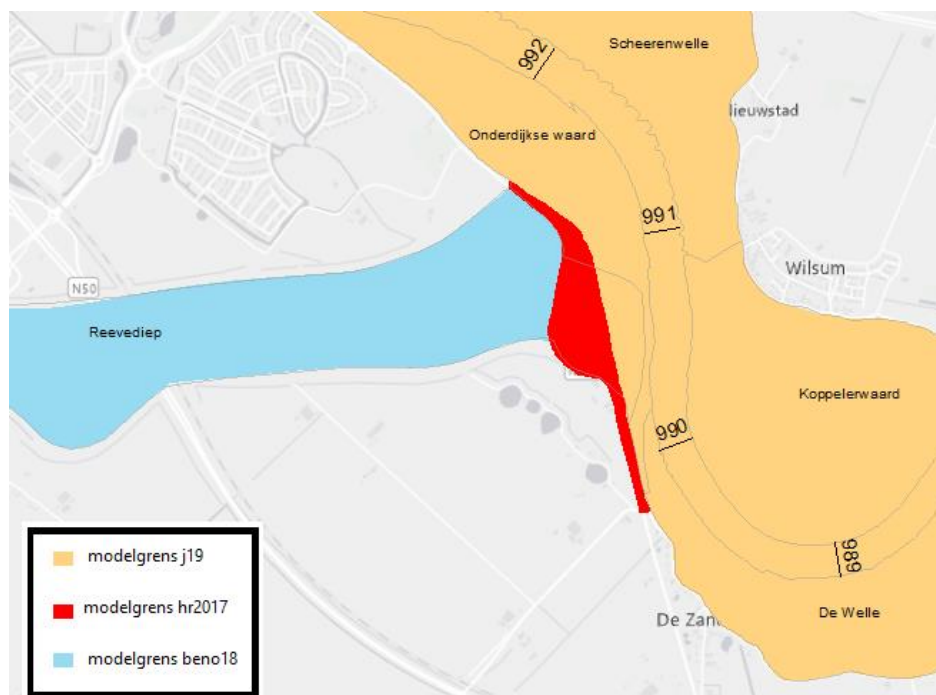 Scheerenwelle
992
Nieuwstad
Onderdijkse waard
991
Wilsum
N50
Reevediep
Koppelerwaard
990
989
modelgrens j19
De Welle
modelgrens hr2017
De Zan
modelgrens beno18